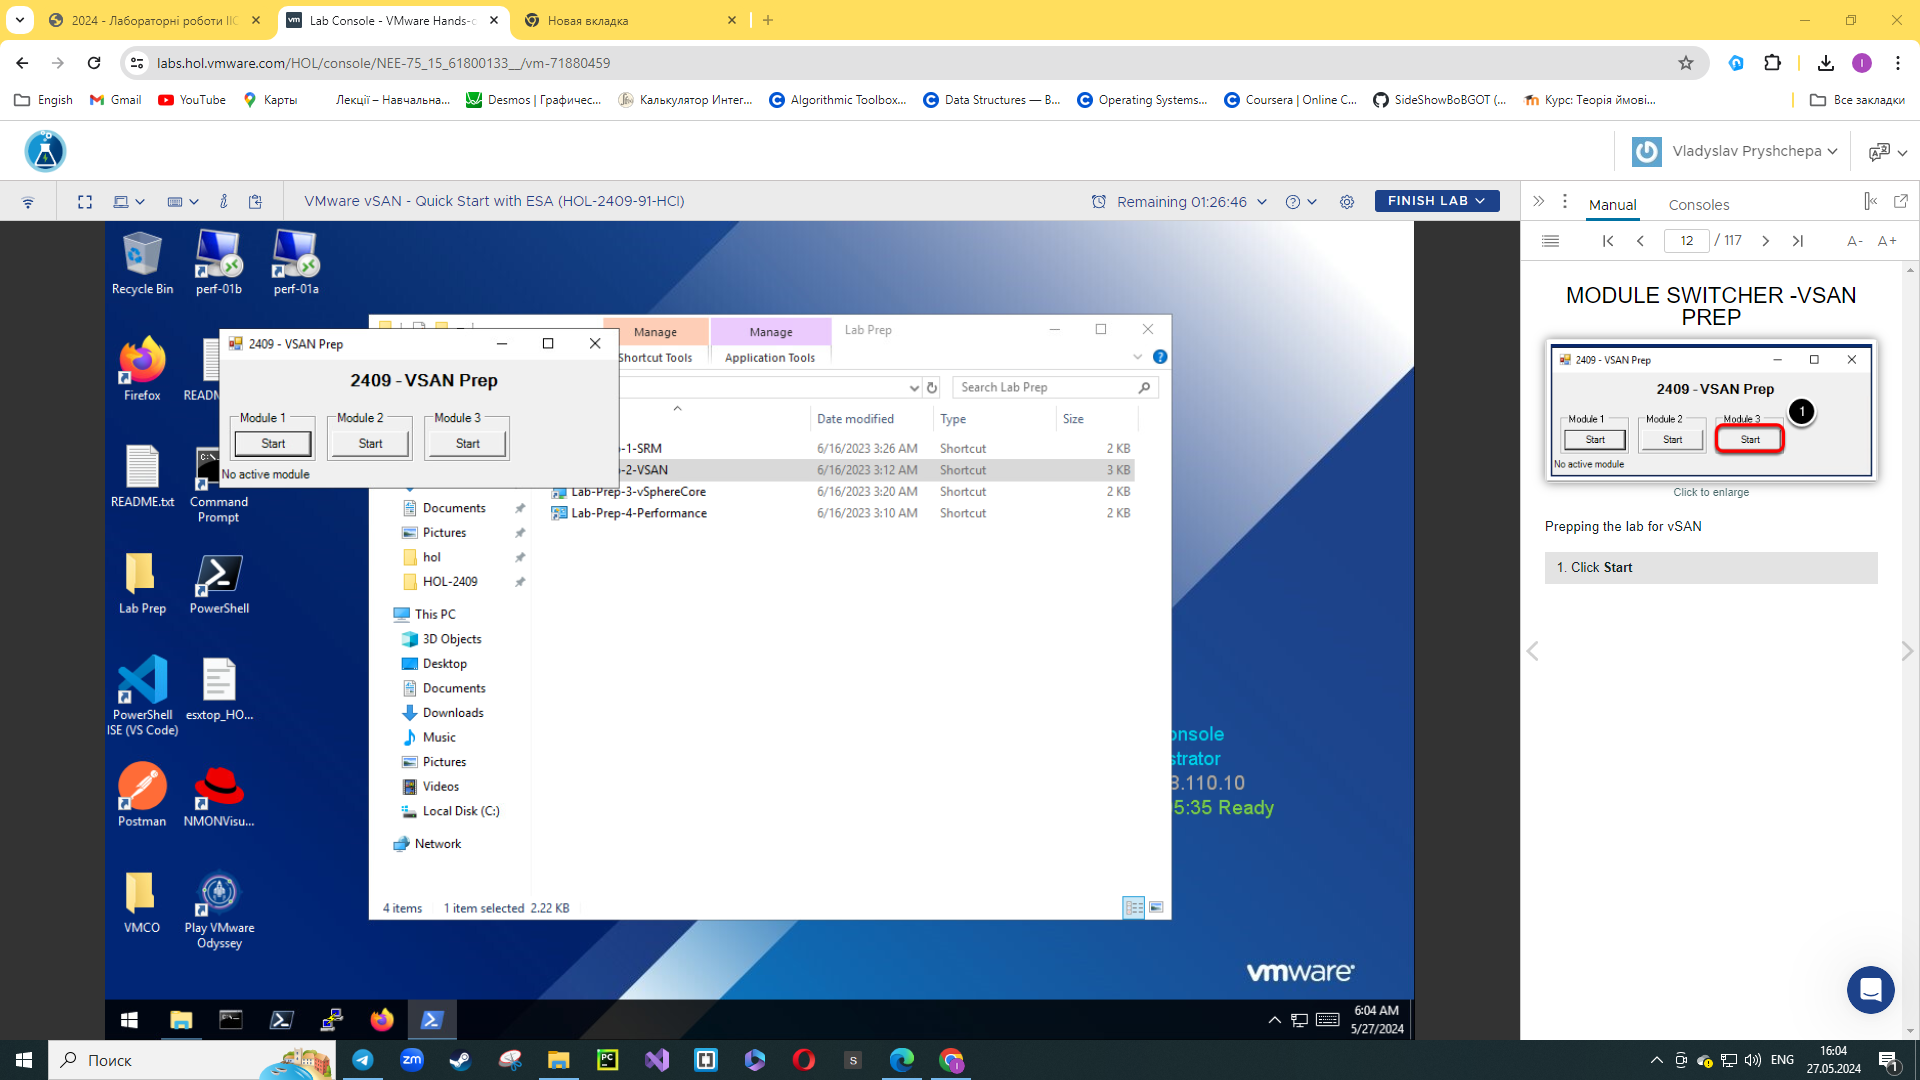 2024 - Лабораторні роботи ІІС
Lab Console - VMware Hands-o
Новая вкладка
labs.hol.vmware.com/HOL/console/NEE-75_15_61800133__/vm-71880459
Engish
Gmail
YouTube
Карты
Лекції – Навчальна...
Desmos | Графичес...
Калькулятор Интег...
Algorithmic Toolbox...
Data Structures — B...
Operating Systems...
Coursera | Online C...
SideShowBoBGOT (...
Курс: Теорія ймові...
Все закладки
Vladyslav Pryshchepa
VMware vSAN - Quick Start with ESA (HOL-2409-91-HCI)
Remaining 01:26:46
FINISH LAB
Manual
Consoles
12 / 117
A-
A+
MODULE SWITCHER -VSAN
PREP
2409 - VSAN Prep
2409 - VSAN Prep
Module 1
Module 2
Module 3
1
Start
Start
Start
No active module
Click to enlarge
Prepping the lab for vSAN
1. Click Start
Recycle Bin
perf-01b
perf-01a
Firefox
READM
README.txt
Command
Prompt
Lab Prep
PowerShell
PowerShell
ISE (VS Code)
esxtop_HO...
Postman
NMONVisu...
VMCO
Play VMware
Odyssey
Manage
Manage
Lab Prep
Shortcut Tools
Application Tools
Search Lab Prep
Date modified
Type
Size
-1-SRM
6/16/2023 3:26 AM
Shortcut
2 KB
-2-VSAN
6/16/2023 3:12 AM
Shortcut
3 KB
Lab-Prep-3-vSphereCore
6/16/2023 3:20 AM
Shortcut
2 KB
Lab-Prep-4-Performance
6/16/2023 3:10 AM
Shortcut
2 KB
Documents
Pictures
hol
HOL-2409
This PC
3D Objects
Desktop
Documents
Downloads
Music
Pictures
Videos
Local Disk (C:)
Network
4 items
1 item selected
2.22 KB
2409 - VSAN Prep
2409 - VSAN Prep
Module 1
Module 2
Module 3
Start
Start
Start
No active module
onsole
strator
8.110.10
5:35 Ready
vmware
6:04 AM
5/27/2024
Поиск
ENG
16:04
27.05.2024
1